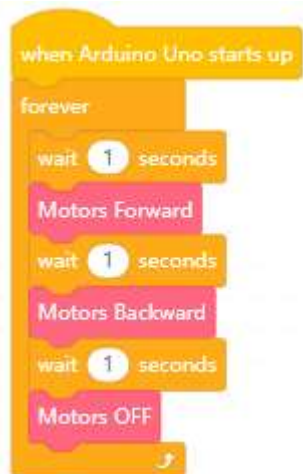 when Arduino Uno starts up
forever
wait 1 seconds
Motors Forward
wait 1 seconds
Motors Backward
wait 1 seconds
Motors OFF